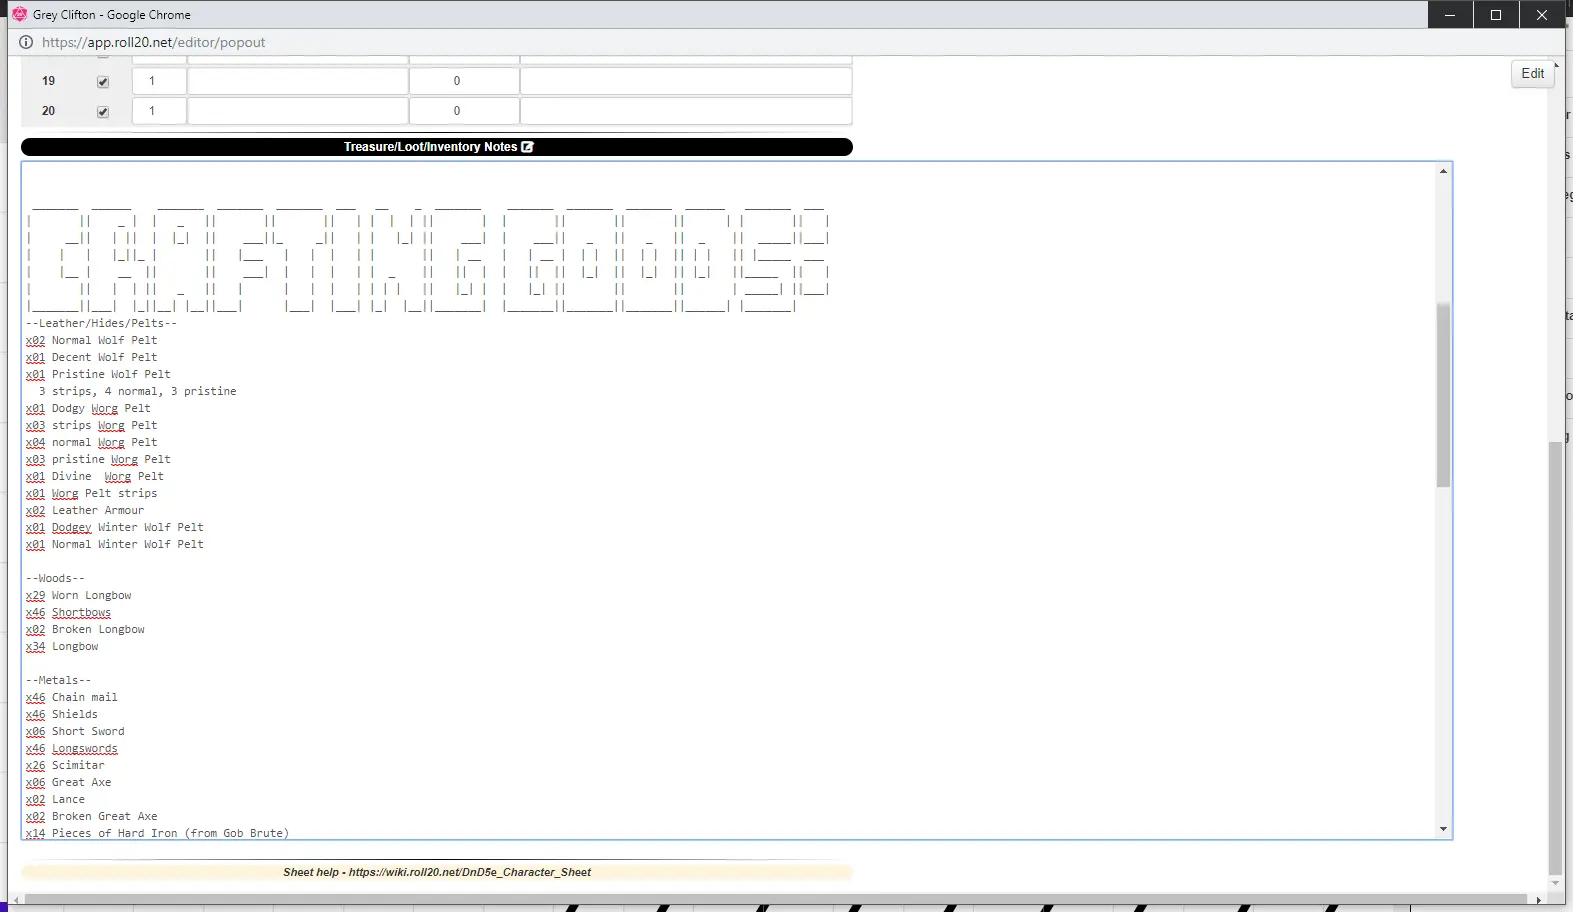 Grey Clifton - Google Chrome
https://app.roll20.net/editor/popout
Edit
19 1 0
20 1 0
Treasure/Loot/Inventory Notes
CRAFTING GOODS:
--Leather/Hides/Pelts--
x02 Normal Wolf Pelt
x01 Decent Wolf Pelt
x01 Pristine Wolf Pelt
3 strips, 4 normal, 3 pristine
x01 Dodgy Worg Pelt
x03 strips Worg Pelt
x04 normal Worg Pelt
x03 pristine Worg Pelt
x01 Divine  Worg Pelt
x01 Worg Pelt strips
x02 Leather Armour
x01 Dodgey Winter Wolf Pelt
x01 Normal Winter Wolf Pelt
--Woods--
x29 Worn Longbow
x46 Shortbows
x02 Broken Longbow
x34 Longbow
--Metals--
x46 Chain mail
x46 Shields
x06 Short Sword
x46 Longswords
x26 Scimitar
x06 Great Axe
x02 Lance
x02 Broken Great Axe
x14 Pieces of Hard Iron (from Gob Brute)
Sheet help - https://wiki.roll20.net/DnD5e_Character_Sheet